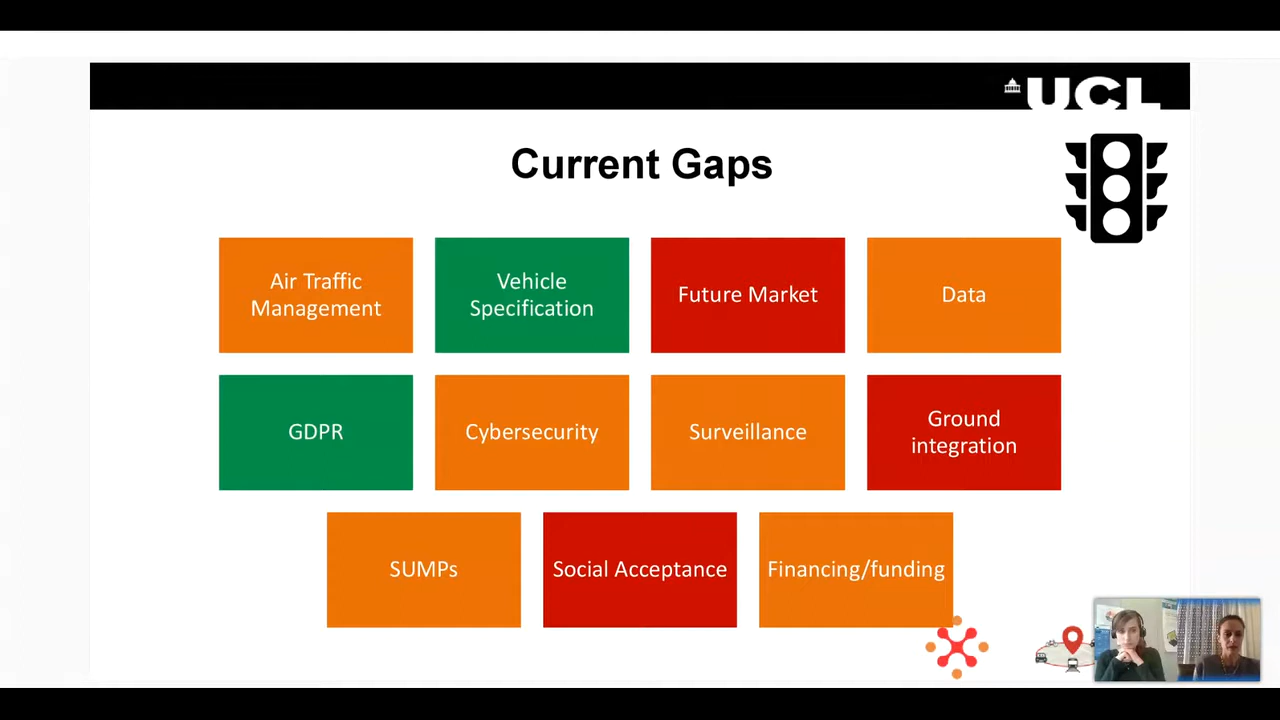 UCL
Current Gaps
Air Traffic
Management
Vehicle
Specification
Future Market
Data
GDPR
Cybersecurity
Surveillance
Ground
integration
SUMPs
Social Acceptance
Financing/funding